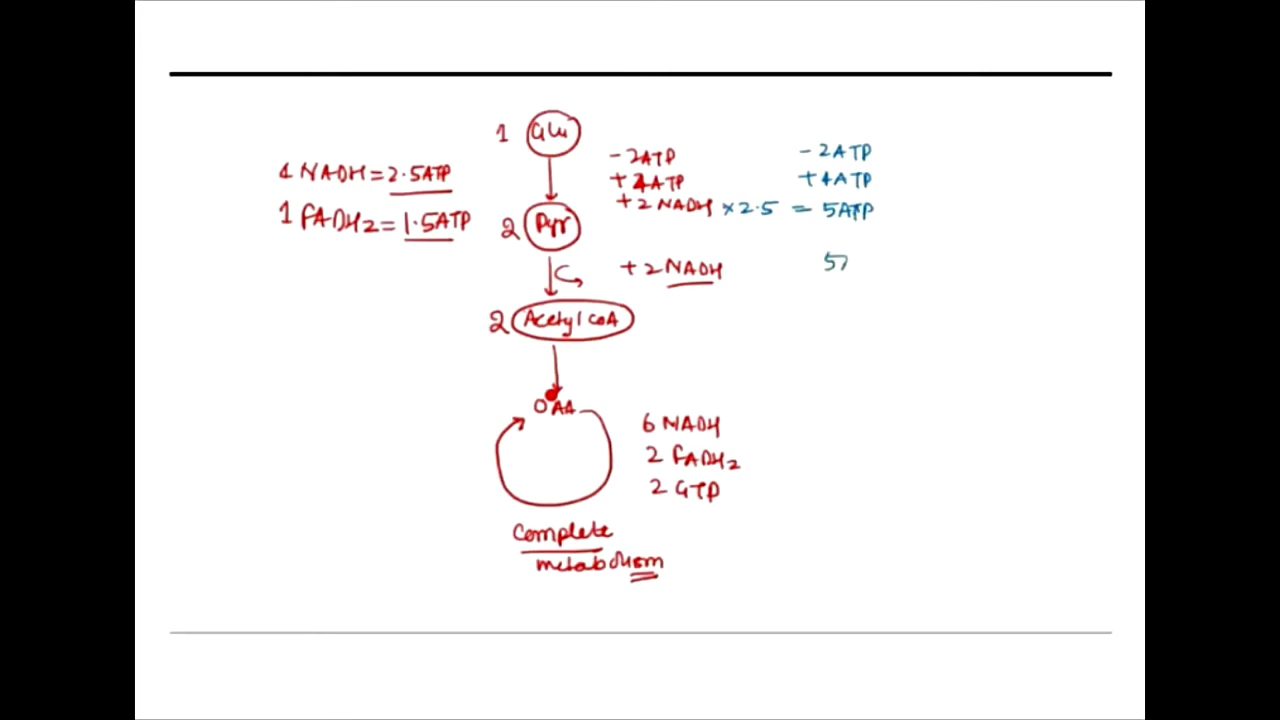 1 Glu
- 2ATP
- 2ATP
1 NADH = 2.5ATP
+ 4ATP
+ 4ATP
+ 2 NADH × 2.5 = 5ATP
1 FADH2 = 1.5ATP
2 Pyr
+ 2 NADH
5
2 Acetyl CoA
OAA
6 NADH
2 FADH2
2 GTP
Complete
metabolism